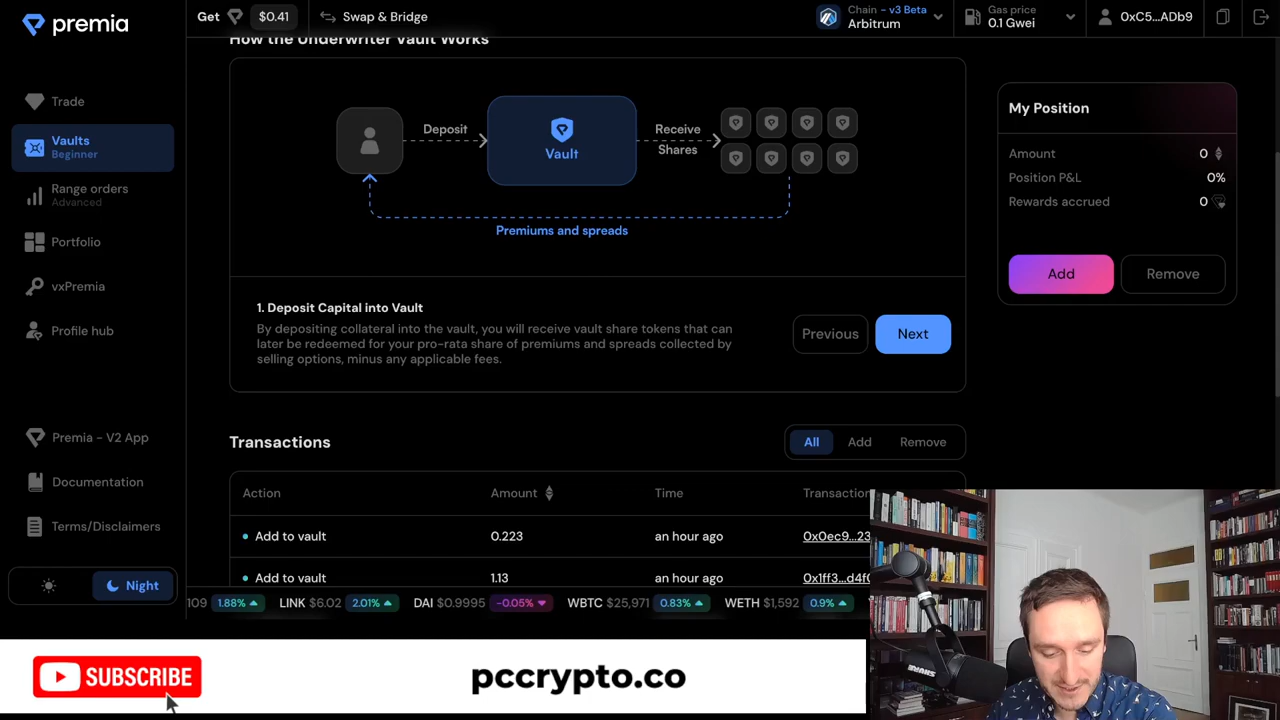 premia
Get
$0.41
Swap & Bridge
Chain - v3 Beta
Arbitrum
Gas price
0.1 Gwei
0xC5...ADb9
Trade
Vaults
Beginner
Range orders
Advanced
Portfolio
vxPremia
Profile hub
Premia - V2 App
Documentation
Terms/Disclaimers
Night
How the Underwriter Vault Works
Deposit
Vault
Receive
Shares
Premiums and spreads
1. Deposit Capital into Vault
By depositing collateral into the vault, you will receive vault share tokens that can
later be redeemed for your pro-rata share of premiums and spreads collected by
selling options, minus any applicable fees.
Previous
Next
My Position
Amount 0
Position P&L 0%
Rewards accrued 0
Add
Remove
Transactions
All
Add
Remove
Action Amount Time
Add to vault 0.223 an hour ago 0x0ec9...23
Add to vault 1.13 an hour ago 0x1ff3...d4f
109 1.88% LINK $6.02 2.01% DAI $0.9995 -0.05% WBTC $25,971 0.83% WETH $1,592 0.9%
SUBSCRIBE
pccrypto.co